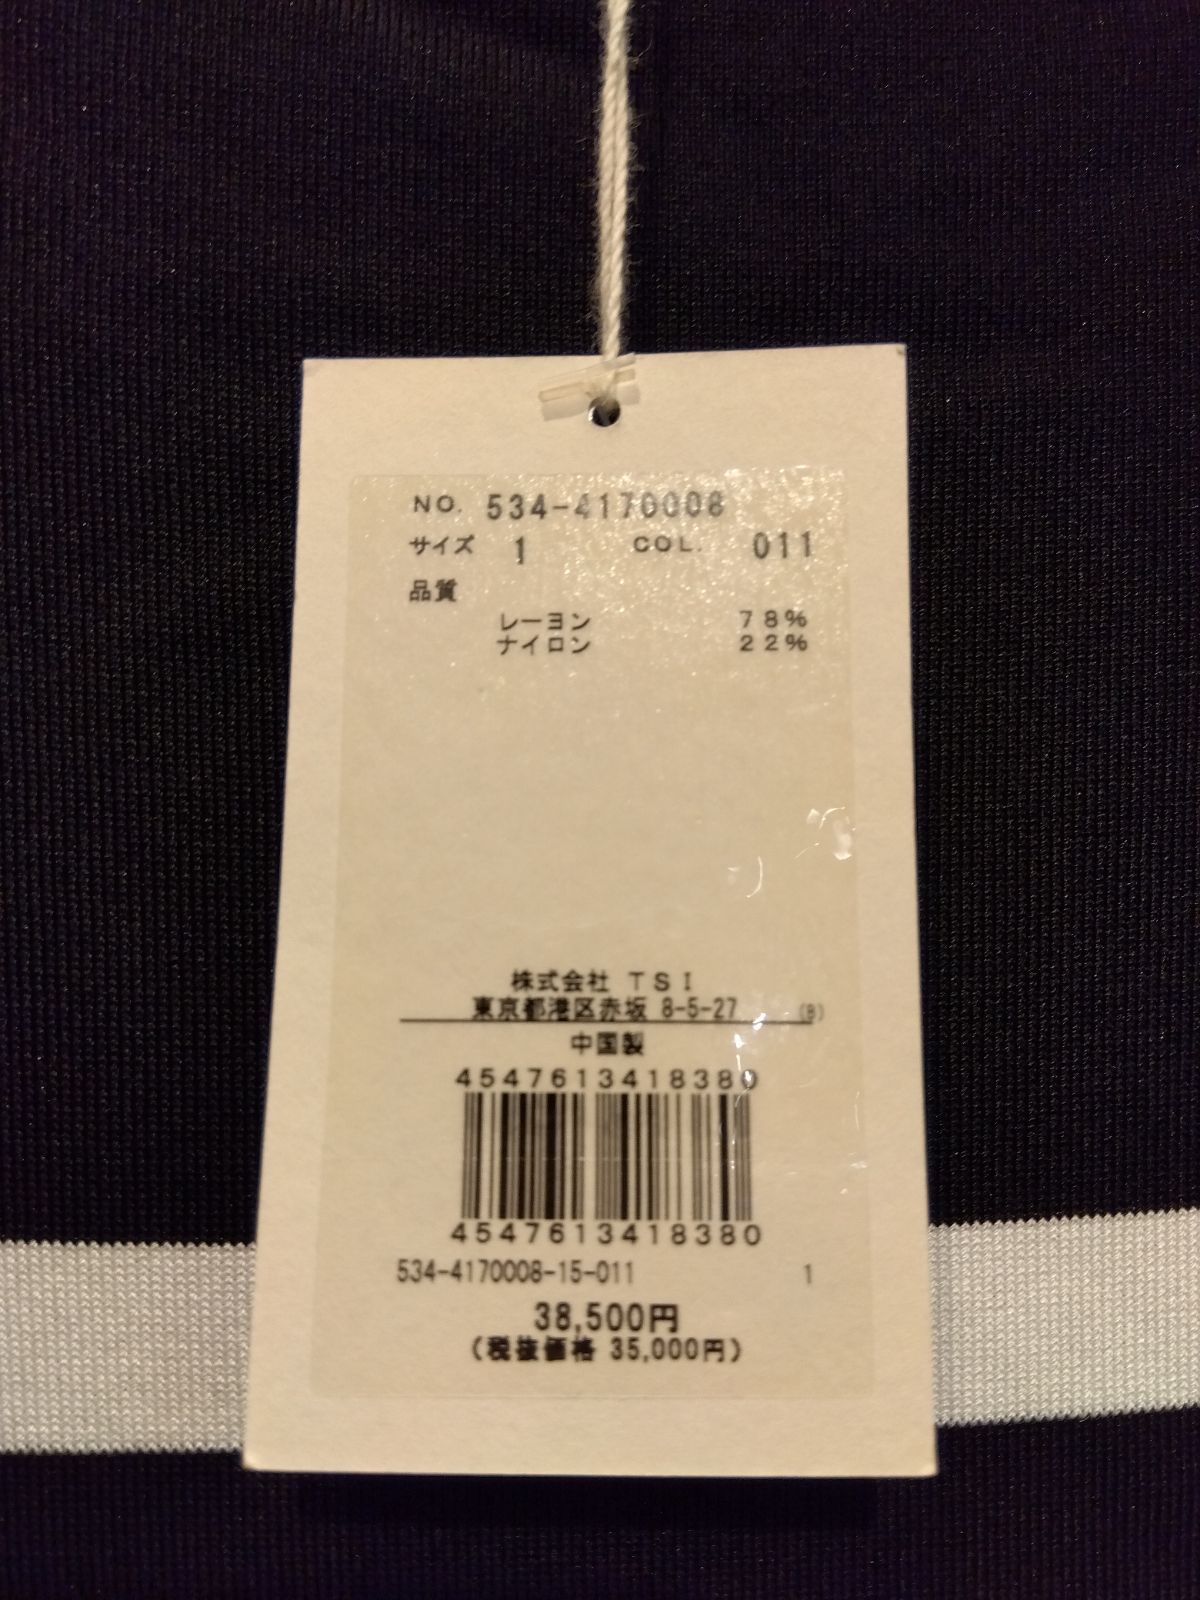 NO. 534-4170008
サイズ 1 COL. 011
品質
レーヨン 78%
ナイロン 22%
株式会社 TSI
東京都港区赤坂 8-5-27 (B)
中国製
4547613418380
4547613418380
534-4170008-15-011 1
38,500円
(税抜価格 35,000円)